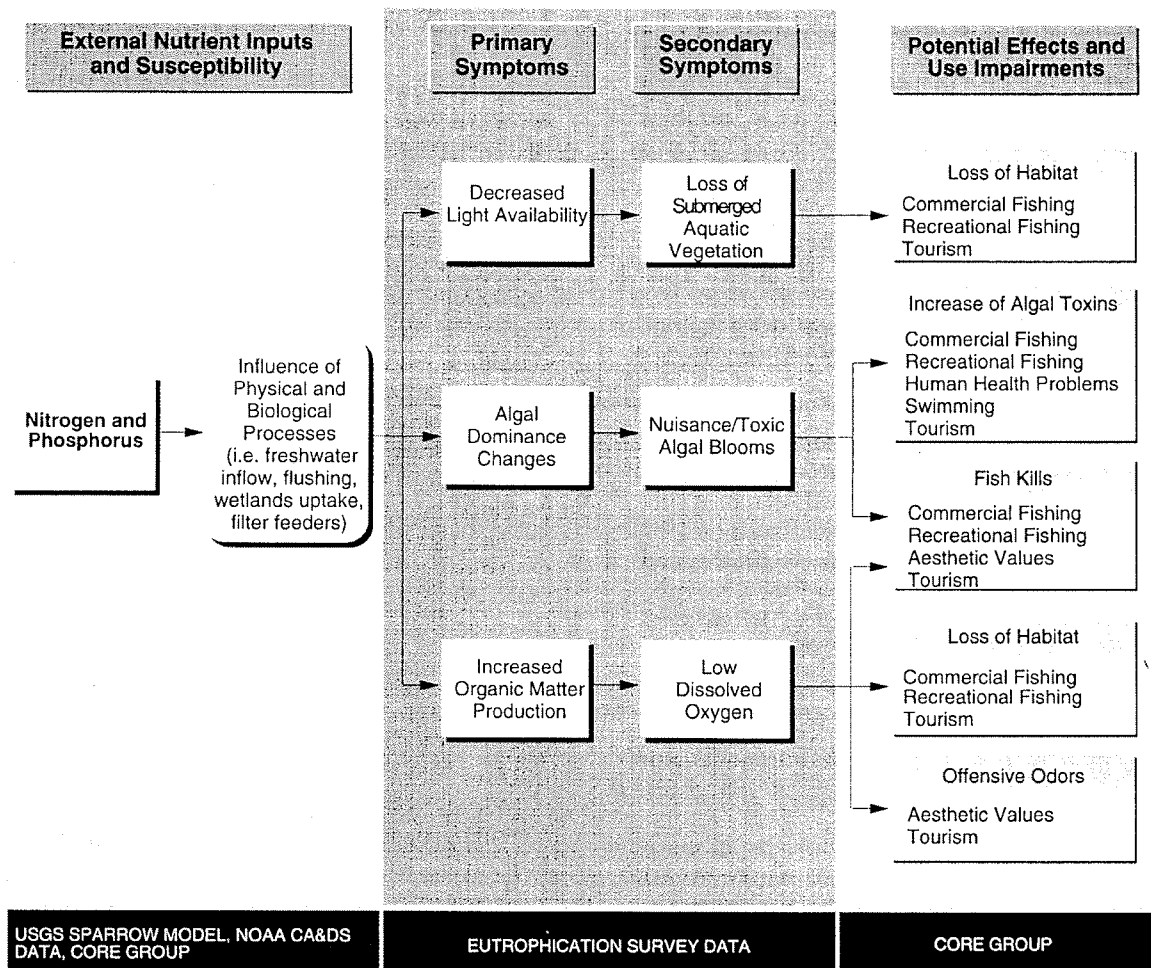 External Nutrient Inputs
and Susceptibility
Primary
Symptoms
Secondary
Symptoms
Potential Effects and
Use Impairments
Nitrogen and
Phosphorus
Influence of
Physical and
Biological
Processes
(i.e. freshwater
inflow, flushing,
wetlands uptake,
filter feeders)
Decreased
Light Availability
Loss of
Submerged
Aquatic
Vegetation
Loss of Habitat
Commercial Fishing
Recreational Fishing
Tourism
Algal
Dominance
Changes
Nuisance/Toxic
Algal Blooms
Increase of Algal Toxins
Commercial Fishing
Recreational Fishing
Human Health Problems
Swimming
Tourism
Fish Kills
Commercial Fishing
Recreational Fishing
Aesthetic Values
Tourism
Increased
Organic Matter
Production
Low
Dissolved
Oxygen
Loss of Habitat
Commercial Fishing
Recreational Fishing
Tourism
Offensive Odors
Aesthetic Values
Tourism
USGS SPARROW MODEL, NOAA CA&DS
DATA, CORE GROUP
EUTROPHICATION SURVEY DATA
CORE GROUP